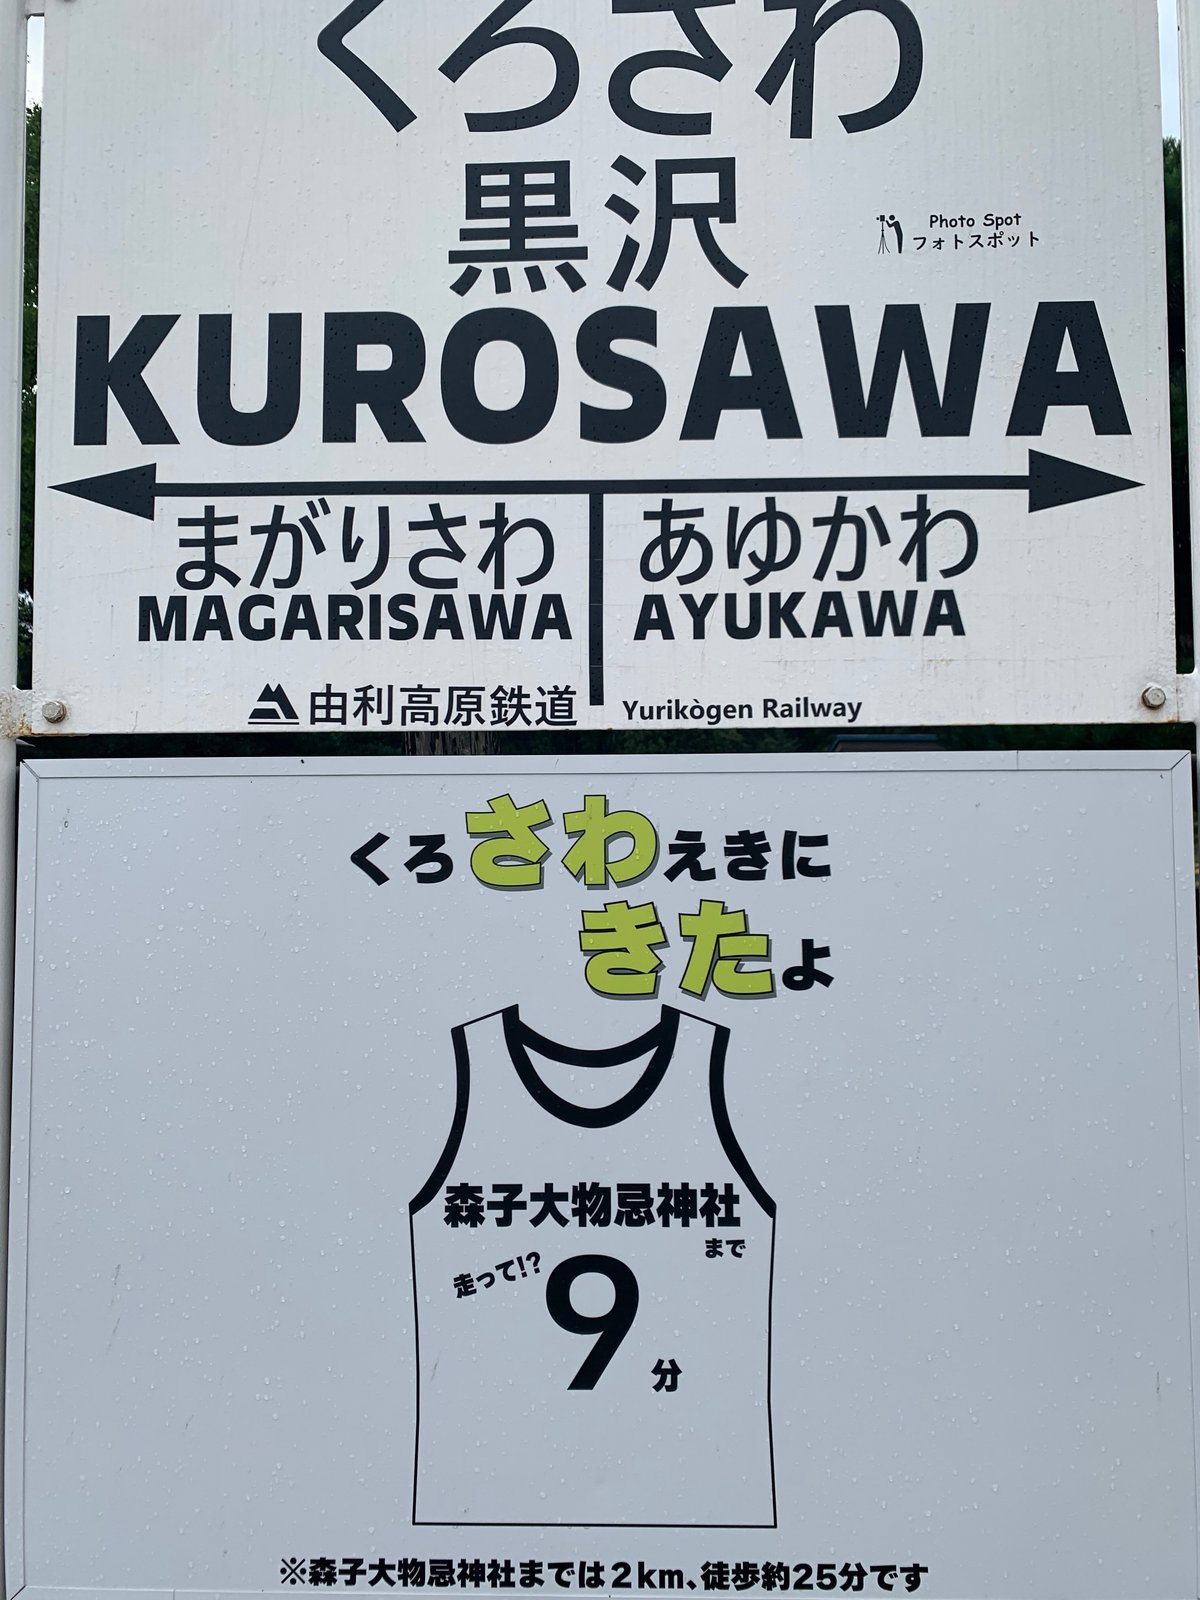 くろさわ
黒沢
Photo Spot
フォトスポット
KUROSAWA
まがりさわ
MAGARISAWA
あゆかわ
AYUKAWA
由利高原鉄道
Yurikògen Railway
くろさわえきに
きたよ
森子大物忌神社
まで
走って!?
9分
※森子大物忌神社までは2km、徒歩約25分です